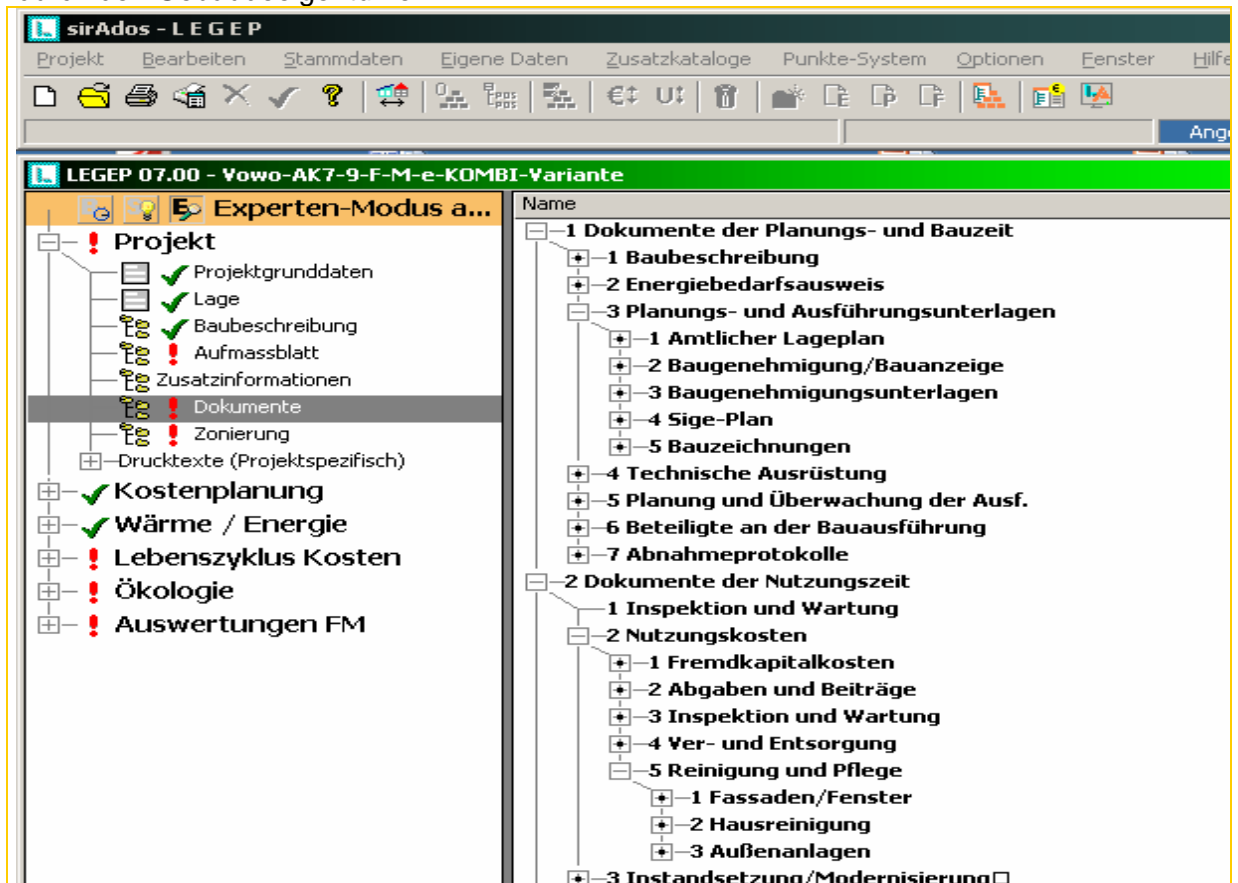 sirAdos - L E G E P
Projekt Bearbeiten Stammdaten Eigene Daten Zusatzkataloge Punkte-System Optionen Fenster Hilfe
LEGEP 07.00 - Vowo-AK7-9-F-M-e-KOMBI-Variante
Experten-Modus a...
Projekt
Projektgrunddaten
Lage
Baubeschreibung
Aufmassblatt
Zusatzinformationen
Dokumente
Zonierung
Drucktexte (Projektspezifisch)
Kostenplanung
Wärme / Energie
Lebenszyklus Kosten
Ökologie
Auswertungen FM
Name
1 Dokumente der Planungs- und Bauzeit
1 Baubeschreibung
2 Energiebedarfsausweis
3 Planungs- und Ausführungsunterlagen
1 Amtlicher Lageplan
2 Baugenehmigung/Bauanzeige
3 Baugenehmigungsunterlagen
4 Sige-Plan
5 Bauzeichnungen
4 Technische Ausrüstung
5 Planung und Überwachung der Ausf.
6 Beteiligte an der Bauausführung
7 Abnahmeprotokolle
2 Dokumente der Nutzungszeit
1 Inspektion und Wartung
2 Nutzungskosten
1 Fremdkapitalkosten
2 Abgaben und Beiträge
3 Inspektion und Wartung
4 Ver- und Entsorgung
5 Reinigung und Pflege
1 Fassaden/Fenster
2 Hausreinigung
3 Außenanlagen
3 Instandsetzung/Modernisierung